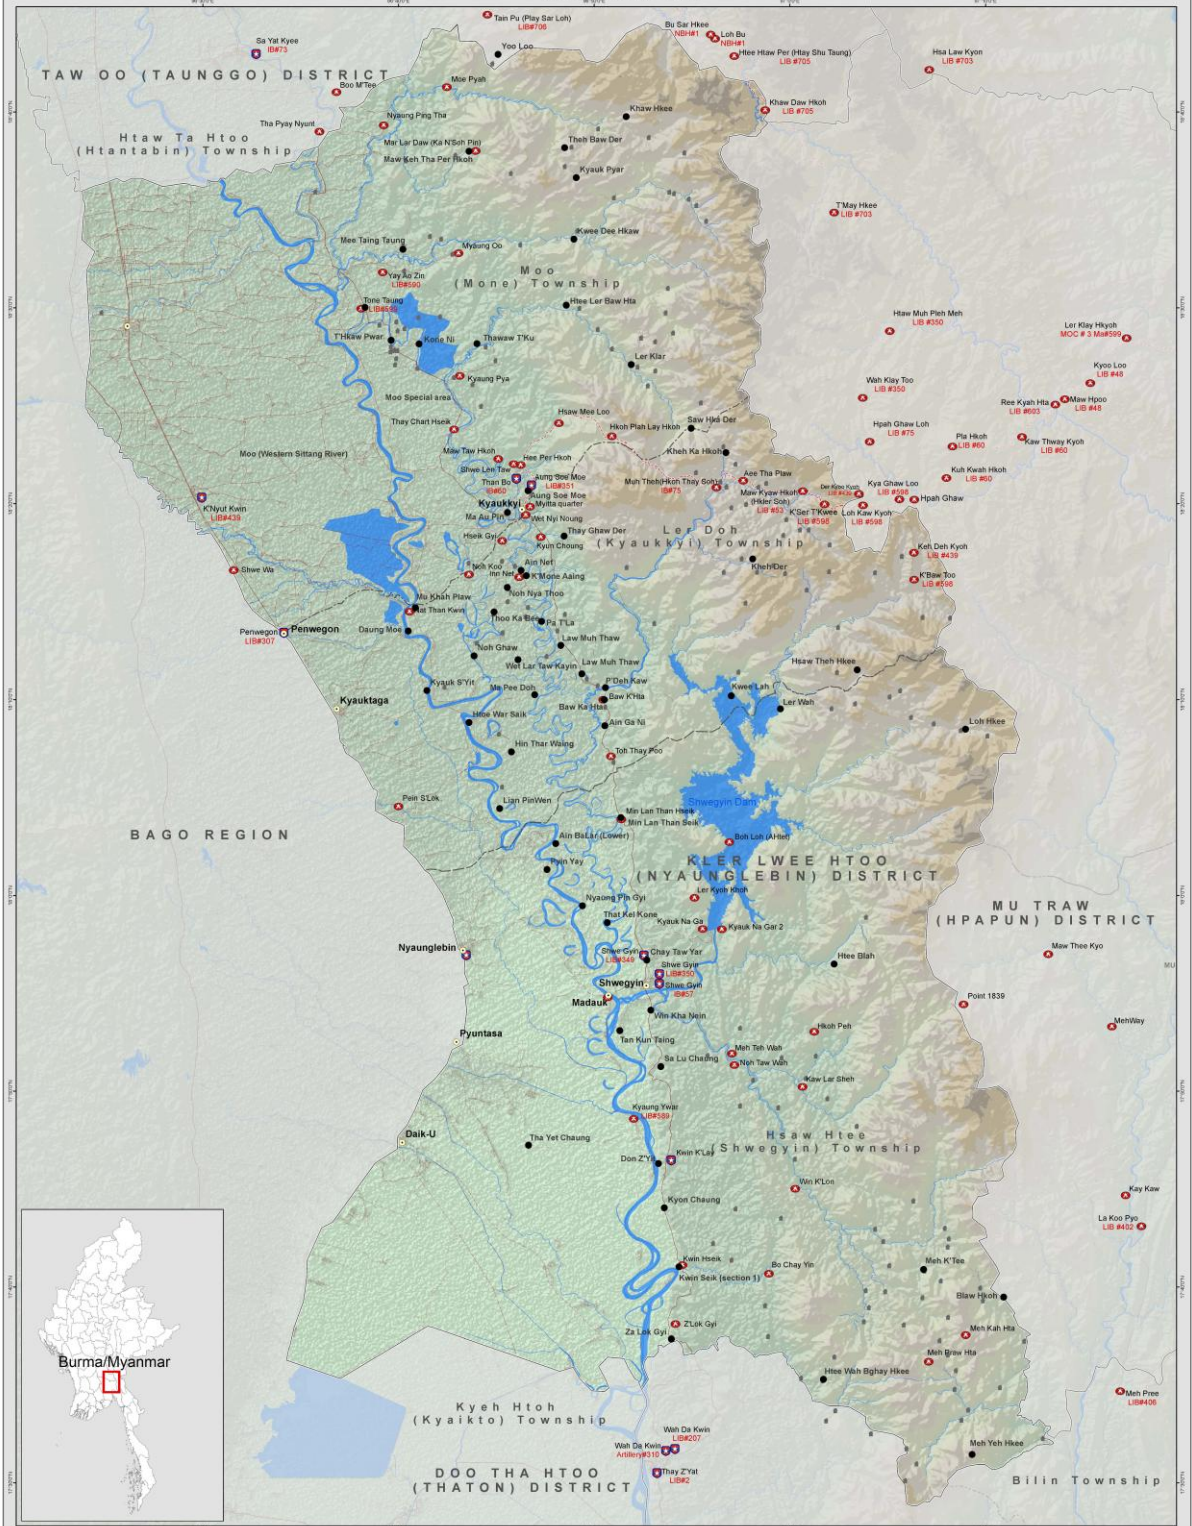 Tain Pu (Play Sar Loh)
LIB#706
Bu Sar Hkee
NBH#1
Loh Bu
NBH#1
Sa Yat Kyee
IB#73
Yoo Loo
Htee Htaw Per (Htay Shu Taung)
LIB #705
Hsa Law Kyon
LIB #703
TAW OO (TAUNGGO) DISTRICT
Boo M'Tee
Moe Pyah
Khaw Hkee
Khaw Daw Hkoh
LIB #705
Tha Pyay Nyunt
Nyaung Ping Tha
Htaw Ta Htoo
(Htantabin) Township
Mar Lar Daw (Ka N'Soh Pin)
Maw Keh Tha Per Hkoh
Theh Baw Der
Kyauk Pyar
T'May Hkee
LIB #703
Mee Taing Taung
Myaung Oo
Kwee Dee Hkaw
Yay Ao Zin
LIB#590
Moo
(Mone) Township
Tone Taung
LIB#599
Htee Ler Baw Hta
Htaw Muh Pleh Meh
LIB #350
Ler Klay Hkyoh
MOC # 3 Ma#599
T'Hkaw Pwar
Kone Ni
Thawaw T'Ku
Ler Klar
Kyaung Pya
Wah Klay Too
LIB #350
Kyoo Loo
LIB #48
Ree Kyah Hta
LIB #603
Maw Hpoo
LIB #48
Moo Special area
Thay Chart Hseik
Hsaw Mee Loo
Hkoh Plah Lay Hkoh
Saw Hka Der
Hpah Ghaw Loh
LIB #75
Pla Hkoh
LIB #60
Kaw Thway Kyoh
LIB #60
Moo (Western Sittang River)
Maw Taw Hkoh
Hee Per Hkoh
Kheh Ka Hkoh
Shwe Len Taw
Than Bo
IB#60
Aung Soe Moe
LIB#351
Aung Soe Moe
Muh Theh(Hkoh Thay Soh)
IB#75
Aee Tha Plaw
Maw Kyaw Hkoh
(Hkler Soh)
LIB #53
Kya Ghaw Loo
LIB #598
Kuh Kwah Hkoh
LIB #60
Hpah Ghaw
K'Ser T'Kwee
LIB #598
Loh Kaw Kyoh
LIB #598
K'Nyut Kwin
LIB#439
Kyaukkyi
Myitta quarter
Ma Au Pin
Wet Nyi Noung
Ler Doh
(Kyaukkyi) Township
Hseik Gyi
Kyun Choung
Thay Ghaw Der
Keh Deh Kyoh
LIB #439
Kheh Der
K'Baw Too
LIB #598
Shwe Wa
Noh Koo
Ain Net
Inn Net
K'Mone Aaing
Noh Nya Thoo
Mu Khah Plaw
Hat Than Kwin
Thoo Ka Bee
Pa T'La
Penwegon
LIB#307
Penwegon
Daung Moe
Noh Ghaw
Law Muh Thaw
Wet Lar Taw Kayin
Law Muh Thaw
Hsaw Theh Hkee
Kyauk S'Yit
Ma Pee Doh
P'Deh Kaw
Baw K'Hta
Baw Ka Htai
Kwee Lah
Ler Wah
Kyauktaga
Htoe War Saik
Ain Ga Ni
Loh Hkee
Hin Thar Waing
Toh Thay Poo
Pein S'Lok
Lian PinWen
Shwegyin Dam
Min Lan Than Hseik
Min Lan Than Seik
BAGO REGION
Ain BaLar (Lower)
Boh Loh (AHtet)
KLER LWEE HTOO
(NYAUNGLEBIN) DISTRICT
Pyin Yay
Ler Kyoh Khoh
Nyaung Pin Gyi
MU TRAW
(HPAPUN) DISTRICT
That Kel Kone
Kyauk Na Ga
Kyauk Na Gar 2
Nyaunglebin
Shwe Gyin
LIB#349
Chay Taw Yar
Shwe Gyin
LIB#350
Htee Blah
Maw Thee Kyo
MU
Shwegyin
Shwe Gyin
IB#57
Madauk
Point 1839
Win Kha Nein
MehWay
Tan Kun Taing
Hkoh Peh
Pyuntasa
Meh Teh Wah
Noh Taw Wah
Sa Lu Chaung
Kaw Lar Sheh
Kyaung Ywar
LIB#589
Daik-U
Tha Yet Chaung
Hsaw Htee
(Shwegyin) Township
Don Z'Yit
Kwin K'Lay
Win K'Lon
Kay Kaw
Kyon Chaung
La Koo Pyo
LIB #402
Kwin Hseik
Kwin Seik (section 1)
Bo Chay Yin
Meh K'Tee
Blaw Hkoh
Z'Lok Gyi
Za Lok Gyi
Meh Kah Hta
Meh Braw Hta
Burma/Myanmar
Htee Wah Bghay Hkee
Meh Pree
LIB#406
Kyeh Htoh
(Kyaikto) Township
Wah Da Kwin
LIB#207
Wah Da Kwin
Artillery#310
Meh Yeh Hkee
Thay Z'Yat
LIB#2
DOO THA HTOO
(THATON) DISTRICT
Bilin Township